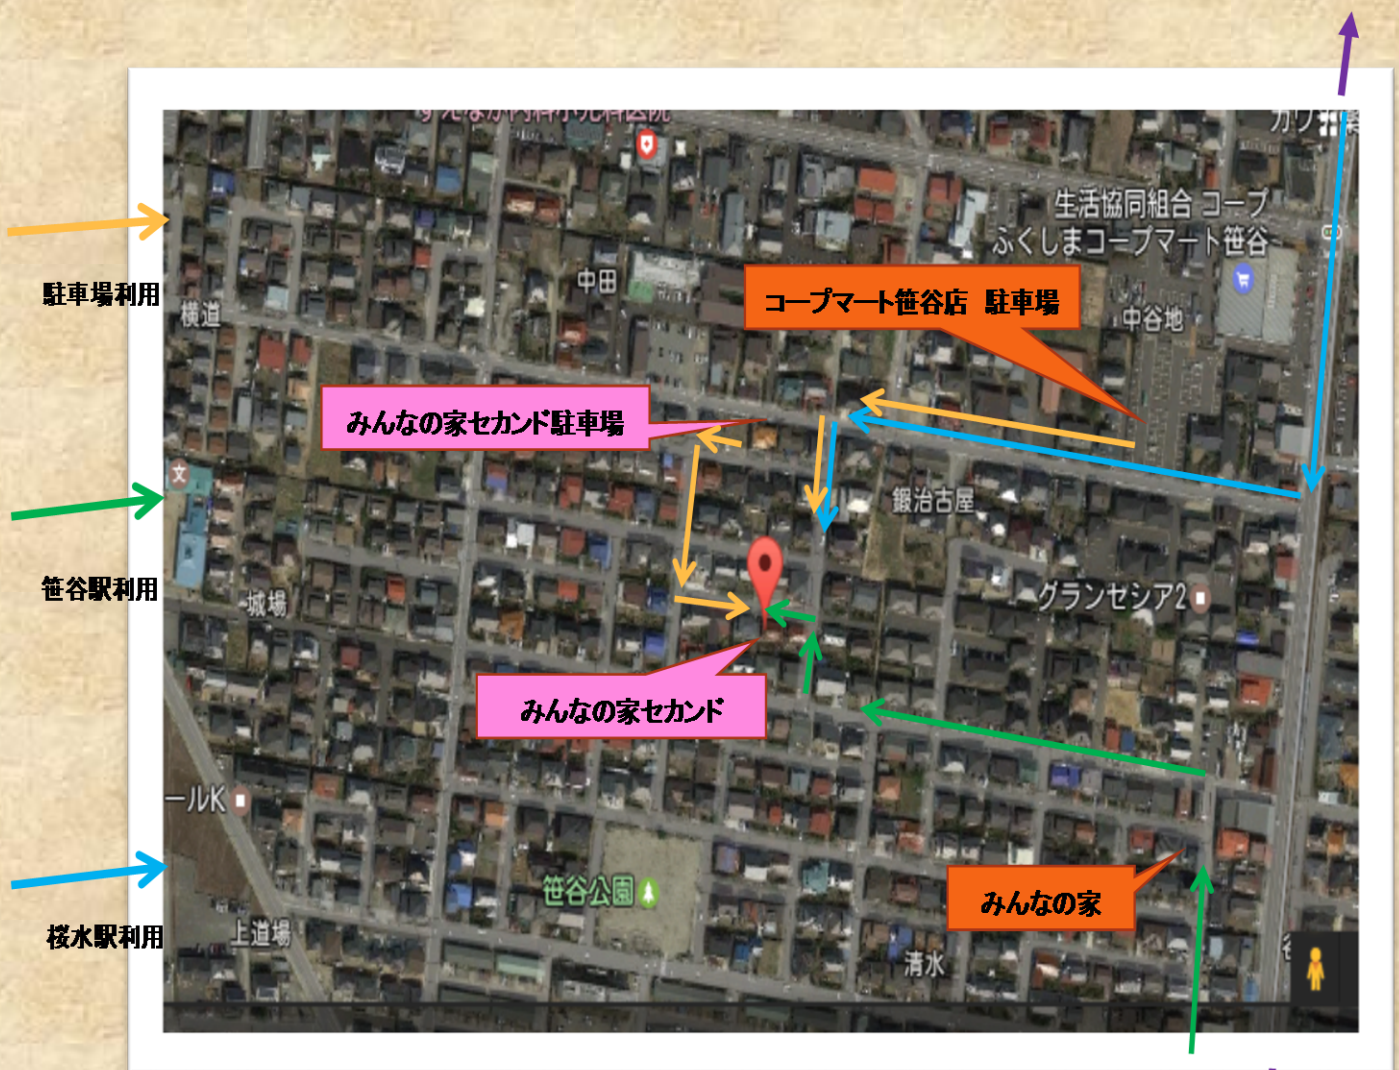 生活協同組合 コープ
ふくしまコープマート笹谷
中田
駐車場利用
コープマート笹谷店 駐車場
横道
中谷地
みんなの家セカンド駐車場
文
鍛治古屋
笹谷駅利用
城場
グランセシア2
みんなの家セカンド
ールK
笹谷公園
みんなの家
桜水駅利用
上道場
清水